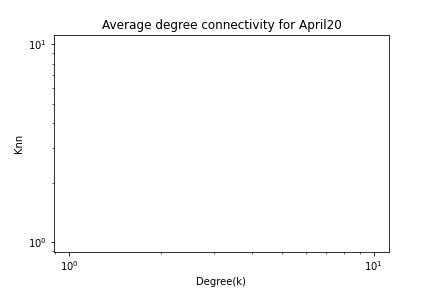 Average degree connectivity for April20
10¹
Knn
10⁰
10⁰
10¹
Degree(k)